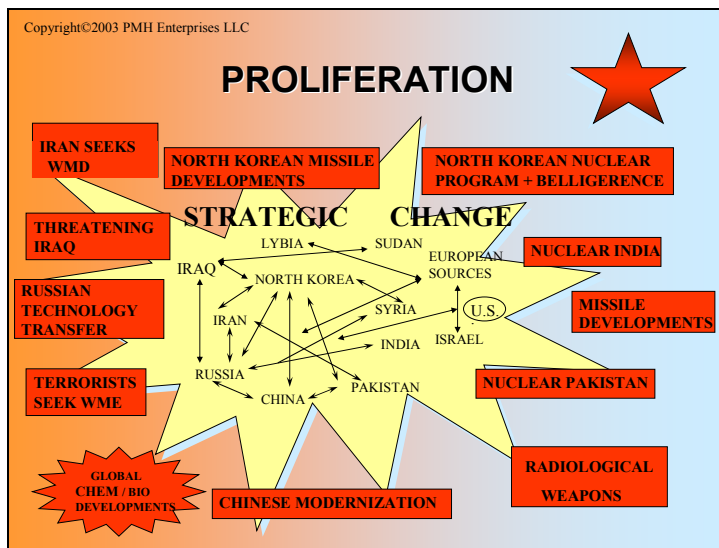 Copyright©2003 PMH Enterprises LLC
PROLIFERATION
IRAN SEEKS
WMD
NORTH KOREAN MISSILE
DEVELOPMENTS
NORTH KOREAN NUCLEAR
PROGRAM + BELLIGERENCE
STRATEGIC CHANGE
THREATENING
IRAQ
LYBIA
SUDAN
EUROPEAN
SOURCES
NUCLEAR INDIA
IRAQ
NORTH KOREA
RUSSIAN
TECHNOLOGY
TRANSFER
IRAN
SYRIA
U.S.
MISSILE
DEVELOPMENTS
INDIA
ISRAEL
TERRORISTS
SEEK WME
RUSSIA
CHINA
PAKISTAN
NUCLEAR PAKISTAN
GLOBAL
CHEM / BIO
DEVELOPMENTS
CHINESE MODERNIZATION
RADIOLOGICAL
WEAPONS